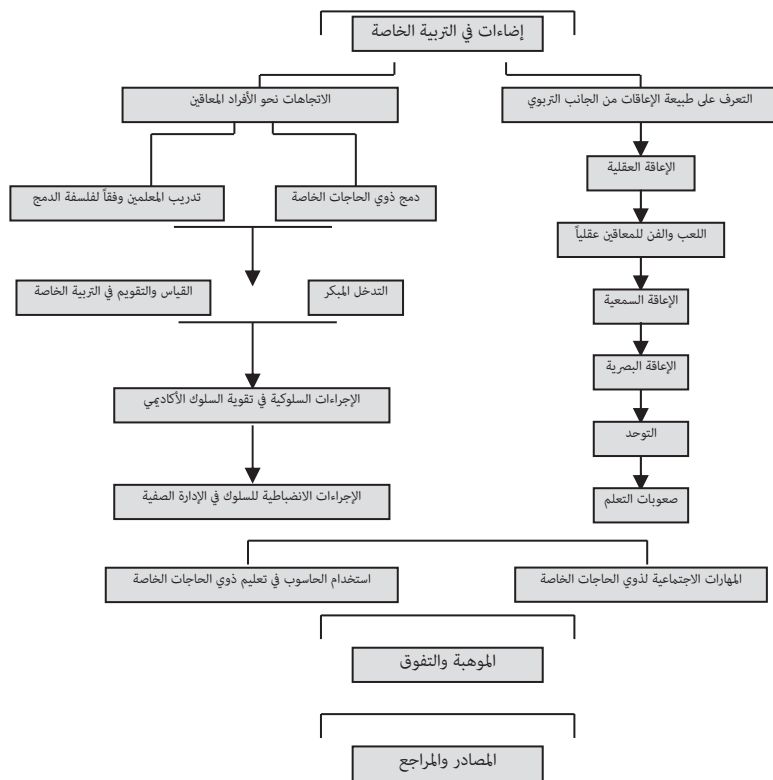 إضاءات في التربية الخاصة
التعرف على طبيعة الإعاقات من الجانب التربوي
الاتجاهات نحو الأفراد المعاقين
الإعاقة العقلية
دمج ذوي الحاجات الخاصة
تدريب المعلمين وفقاً لفلسفة الدمج
اللعب والفن للمعاقين عقلياً
الإعاقة السمعية
التدخل المبكر
القياس والتقويم في التربية الخاصة
الإعاقة البصرية
الإجراءات السلوكية في تقوية السلوك الأكاديمي
التوحد
صعوبات التعلم
الإجراءات الانضباطية للسلوك في الإدارة الصفية
المهارات الاجتماعية لذوي الحاجات الخاصة
استخدام الحاسوب في تعليم ذوي الحاجات الخاصة
الموهبة والتفوق
المصادر والمراجع